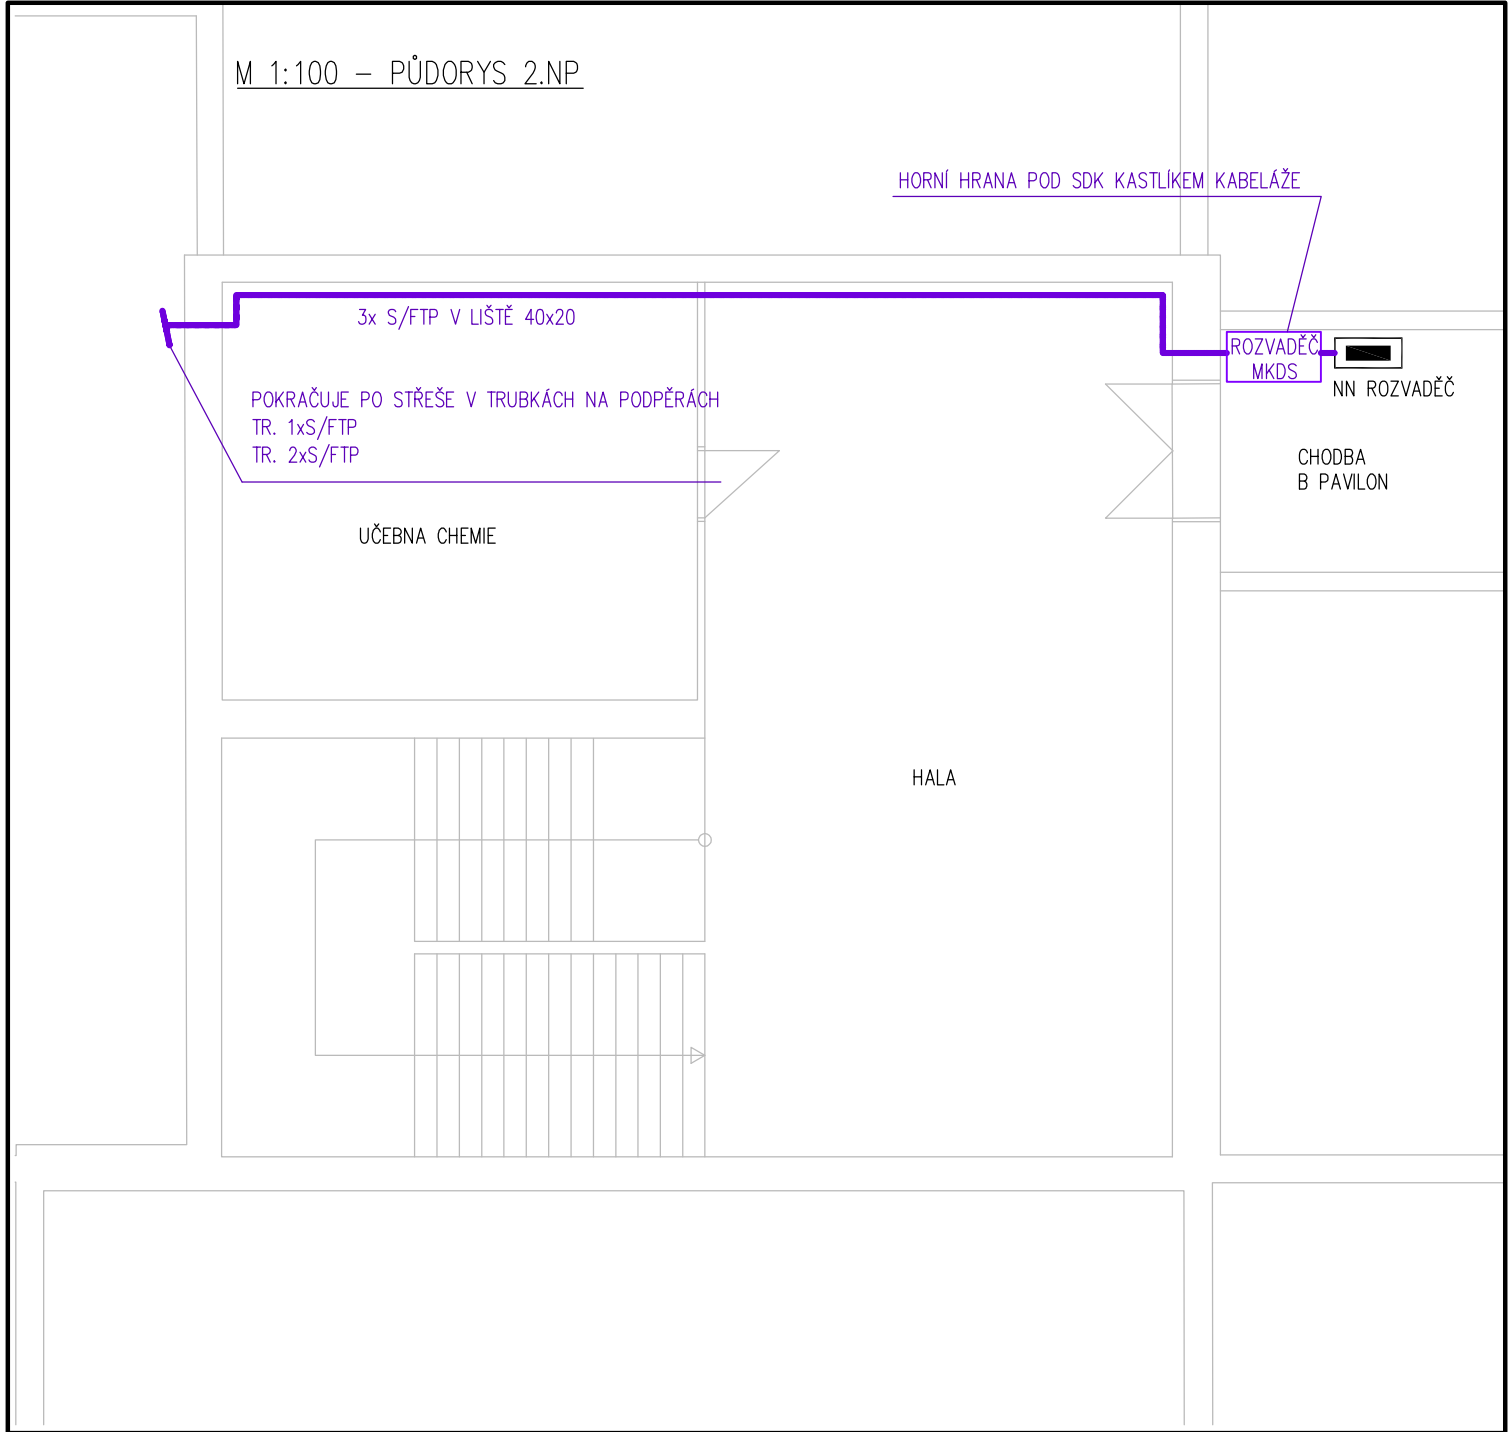 M 1:100 - PŮDORYS 2.NP
HORNÍ HRANA POD SDK KASTLÍKEM KABELÁŽE
3x S/FTP V LIŠTĚ 40x20
ROZVADĚČ
MKDS
NN ROZVADĚČ
POKRAČUJE PO STŘEŠE V TRUBKÁCH NA PODPĚRÁCH
TR. 1xS/FTP
TR. 2xS/FTP
CHODBA
B PAVILON
UČEBNA CHEMIE
HALA